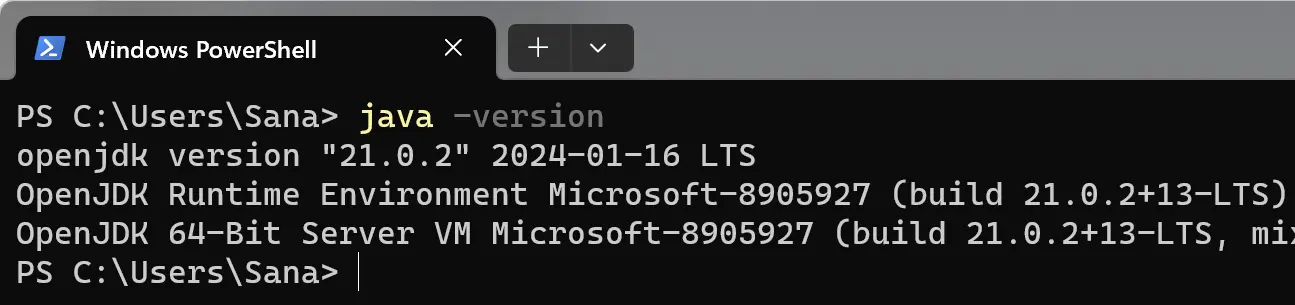 Windows PowerShell
PS C:\Users\Sana> java -version
openjdk version "21.0.2" 2024-01-16 LTS
OpenJDK Runtime Environment Microsoft-8905927 (build 21.0.2+13-LTS)
OpenJDK 64-Bit Server VM Microsoft-8905927 (build 21.0.2+13-LTS,
PS C:\Users\Sana>